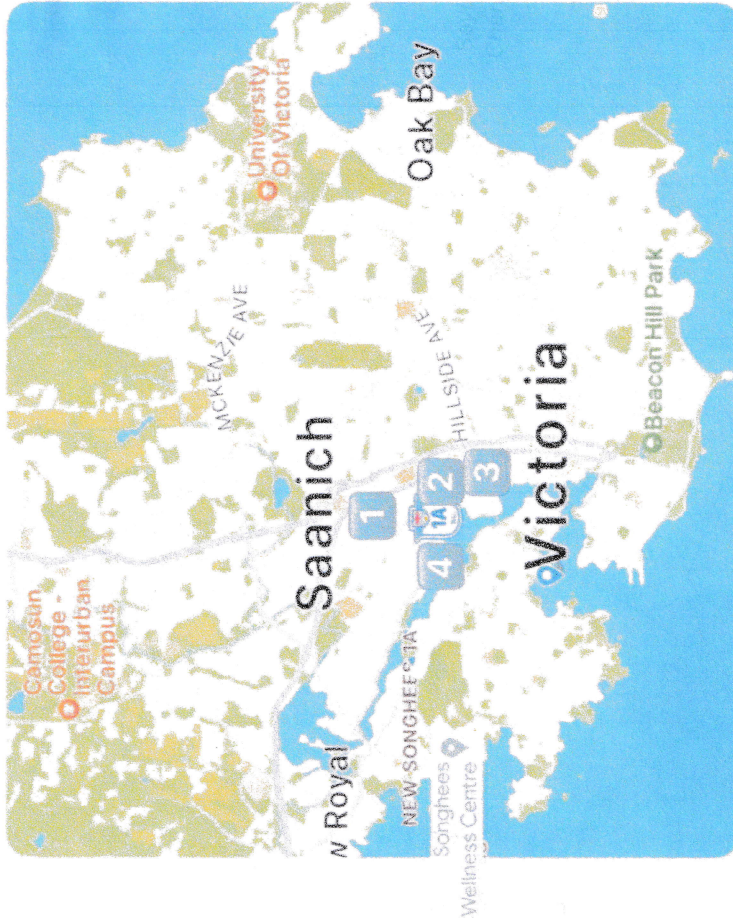 Camosun
College -
Interurban
Campus
University
Of Victoria
MCKENZIE AVE
Saanich
Oak Bay
w Royal
1
HILLSIDE AVE
NEW SONGHEES 1A
4
1A
2
3
Songhees
Wellness Centre
Victoria
Beacon Hill Park